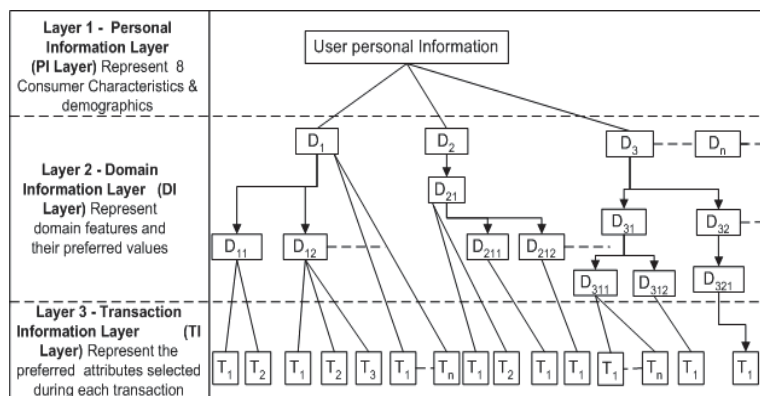 Layer 1 - Personal
Information Layer
(PI Layer) Represent 8
Consumer Characteristics &
demographics
User personal Information
Layer 2 - Domain
Information Layer (DI
Layer) Represent
domain features and
their preferred values
D1 D2 D3 Dn
D21
D31 D32
D11 D12 D211 D212
D311 D312 D321
Layer 3 - Transaction
Information Layer (TI
Layer) Represent the
preferred attributes selected
during each transaction
T1 T2 T1 T2 T3 T1 Tn T1 T2 T1 T1 T1 Tn T1 T1